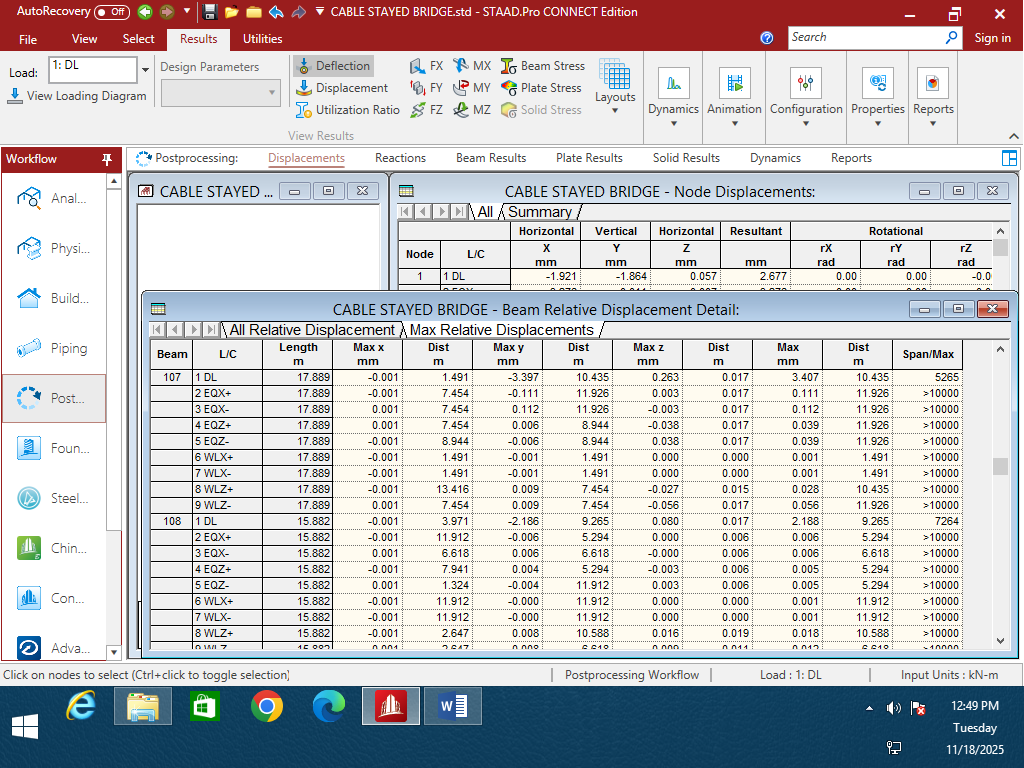 AutoRecovery Off CABLE STAYED BRIDGE.std - STAAD.Pro CONNECT Edition
File View Select Results Utilities Search Sign in
Load: 1: DL Design Parameters
View Loading Diagram
Deflection FX MX Beam Stress
Displacement FY MY Plate Stress
Utilization Ratio FZ MZ Solid Stress
View Results
Layouts Dynamics Animation Configuration Properties Reports
Workflow
Postprocessing: Displacements Reactions Beam Results Plate Results Solid Results Dynamics Reports
Anal...
Physi...
Build...
Piping
Post...
Foun...
Steel...
Chin...
Con...
Adva...
CABLE STAYED ...
CABLE STAYED BRIDGE - Node Displacements:
All Summary
Horizontal Vertical Horizontal Resultant Rotational
Node L/C X mm Y mm Z mm mm rX rad rY rad rZ rad
1 1 DL -1.921 -1.864 0.057 2.677 0.00 0.00 -0.0
CABLE STAYED BRIDGE - Beam Relative Displacement Detail:
All Relative Displacement Max Relative Displacements
Beam L/C Length m Max x mm Dist m Max y mm Dist m Max z mm Dist m Max mm Dist m Span/Max
107 1 DL 17.889 -0.001 1.491 -3.397 10.435 0.263 0.017 3.407 10.435 5265
2 EQX+ 17.889 -0.001 7.454 -0.111 11.926 0.003 0.017 0.111 11.926 >10000
3 EQX- 17.889 0.001 7.454 0.112 11.926 -0.003 0.017 0.112 11.926 >10000
4 EQZ+ 17.889 0.001 7.454 0.006 8.944 -0.038 0.017 0.039 11.926 >10000
5 EQZ- 17.889 -0.001 8.944 -0.006 8.944 0.038 0.017 0.039 11.926 >10000
6 WLX+ 17.889 -0.001 1.491 -0.001 1.491 0.000 0.000 0.001 1.491 >10000
7 WLX- 17.889 -0.001 1.491 -0.001 1.491 0.000 0.000 0.001 1.491 >10000
8 WLZ+ 17.889 -0.001 13.416 0.009 7.454 -0.027 0.015 0.028 10.435 >10000
9 WLZ- 17.889 0.001 7.454 0.009 7.454 -0.056 0.017 0.056 11.926 >10000
108 1 DL 15.882 -0.001 3.971 -2.186 9.265 0.080 0.017 2.188 9.265 7264
2 EQX+ 15.882 -0.001 11.912 -0.006 5.294 0.000 0.006 0.006 5.294 >10000
3 EQX- 15.882 0.001 6.618 0.006 6.618 -0.000 0.006 0.006 6.618 >10000
4 EQZ+ 15.882 0.001 7.941 0.004 5.294 -0.003 0.006 0.005 5.294 >10000
5 EQZ- 15.882 0.001 1.324 -0.004 11.912 0.003 0.006 0.005 5.294 >10000
6 WLX+ 15.882 -0.001 11.912 -0.000 11.912 0.000 0.000 0.001 11.912 >10000
7 WLX- 15.882 -0.001 11.912 -0.000 11.912 0.000 0.000 0.001 11.912 >10000
8 WLZ+ 15.882 -0.001 2.647 0.008 10.588 0.016 0.019 0.018 10.588 >10000
Click on nodes to select (Ctrl+click to toggle selection) Postprocessing Workflow Load : 1: DL Input Units : kN-m
12:49 PM
Tuesday
11/18/2025